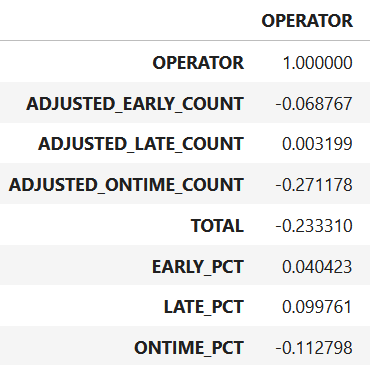 OPERATOR
OPERATOR 1.000000
ADJUSTED_EARLY_COUNT -0.068767
ADJUSTED_LATE_COUNT 0.003199
ADJUSTED_ONTIME_COUNT -0.271178
TOTAL -0.233310
EARLY_PCT 0.040423
LATE_PCT 0.099761
ONTIME_PCT -0.112798